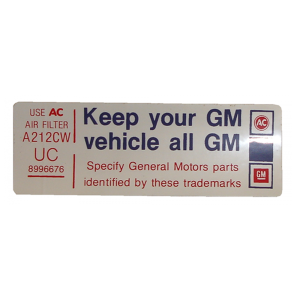 USE AC
AIR FILTER
A212CW
UC
8996676
Keep your GM
vehicle all GM
Specify General Motors parts
identified by these trademarks
AC
GM